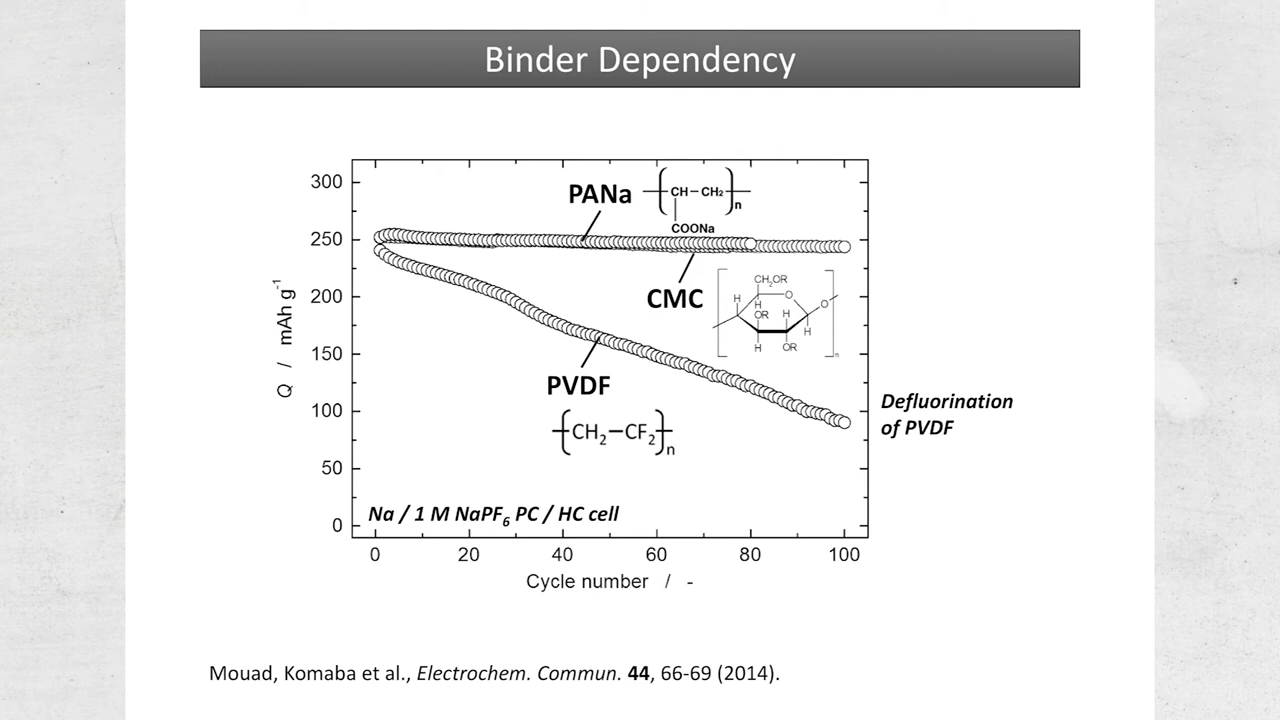 Binder Dependency
300
250
200
150
100
50
0
Q / mAh g⁻¹
PANa
CH–CH₂
n
COONa
CMC
CH₂OR
H
O
H
OR
H
H
O
H
OR
n
PVDF
CH₂–CF₂
n
Defluorination
of PVDF
Na / 1 M NaPF₆ PC / HC cell
0 20 40 60 80 100
Cycle number / -
Mouad, Komaba et al., Electrochem. Commun. 44, 66-69 (2014).